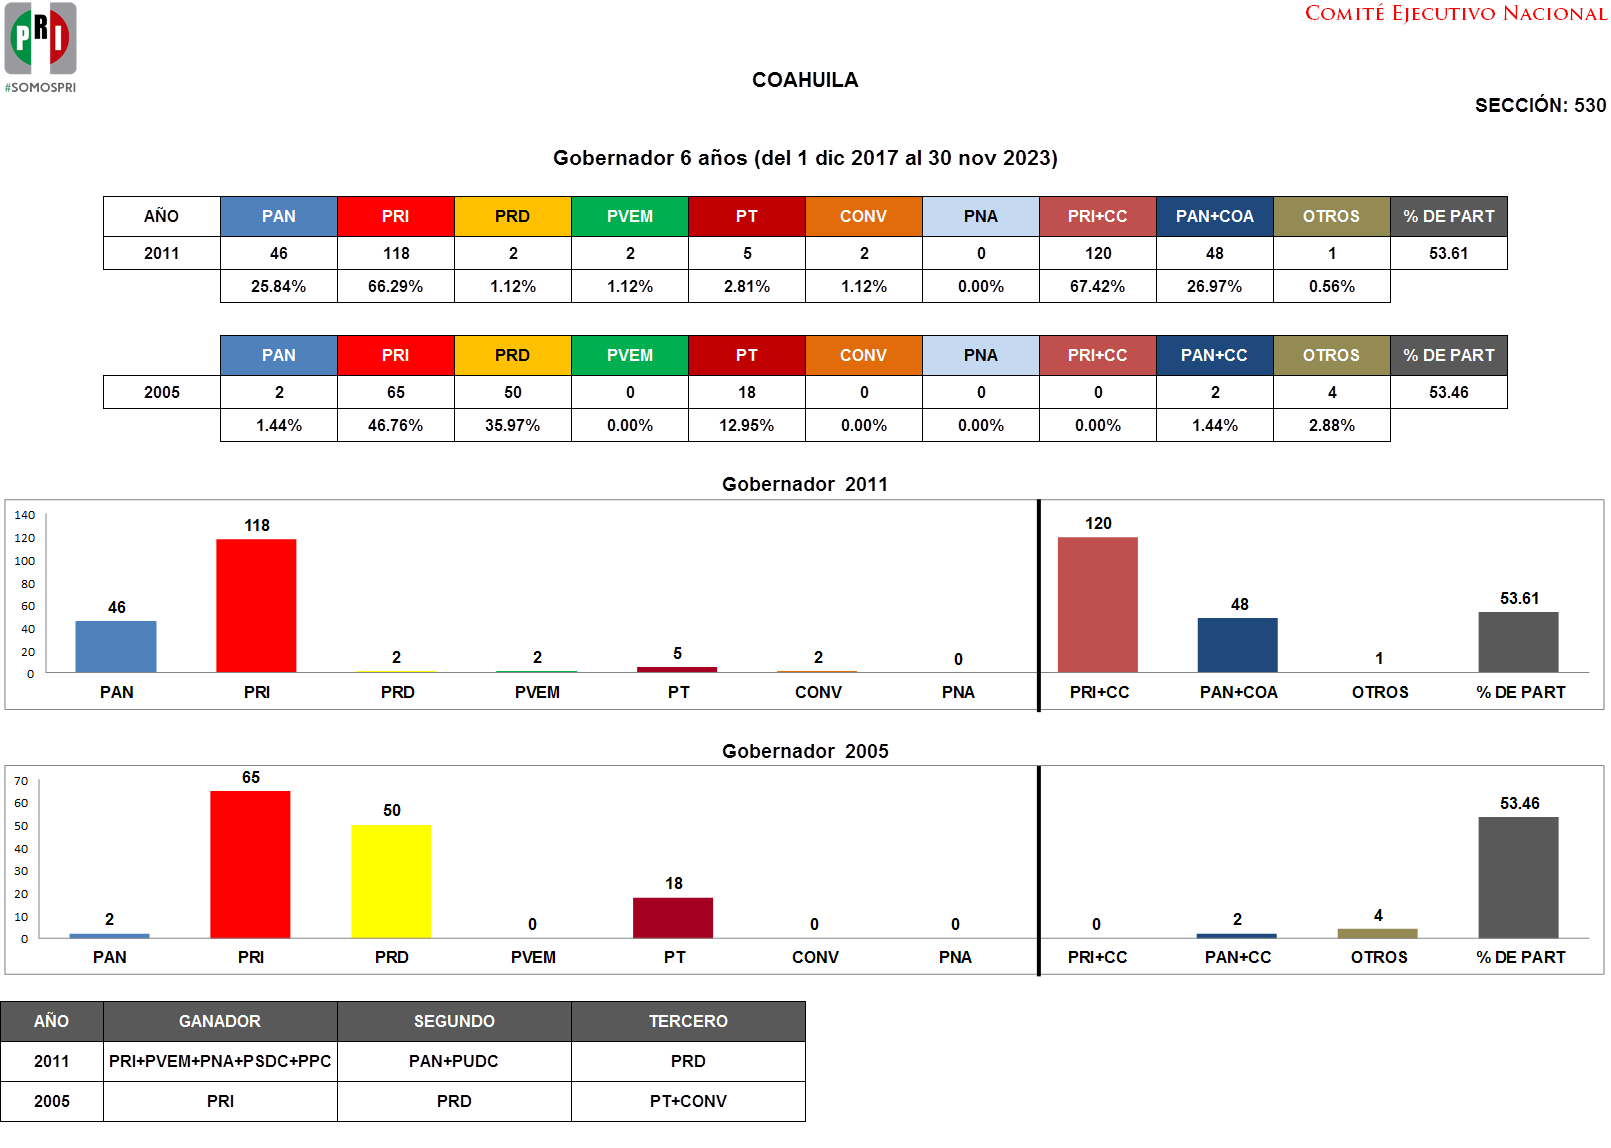 PRI
#SOMOSPRI
COMITÉ EJECUTIVO NACIONAL
COAHUILA
SECCIÓN: 530
Gobernador 6 años (del 1 dic 2017 al 30 nov 2023)
AÑO PAN PRI PRD PVEM PT CONV PNA PRI+CC PAN+COA OTROS % DE PART
2011 46 118 2 2 5 2 0 120 48 1 53.61
25.84% 66.29% 1.12% 1.12% 2.81% 1.12% 0.00% 67.42% 26.97% 0.56%
PAN PRI PRD PVEM PT CONV PNA PRI+CC PAN+CC OTROS % DE PART
2005 2 65 50 0 18 0 0 0 2 4 53.46
1.44% 46.76% 35.97% 0.00% 12.95% 0.00% 0.00% 0.00% 1.44% 2.88%
Gobernador 2011
140
120
100
80
60
40
20
0
46 118 2 2 5 2 0 120 48 1 53.61
PAN PRI PRD PVEM PT CONV PNA PRI+CC PAN+COA OTROS % DE PART
Gobernador 2005
70
60
50
40
30
20
10
0
2 65 50 0 18 0 0 0 2 4 53.46
PAN PRI PRD PVEM PT CONV PNA PRI+CC PAN+CC OTROS % DE PART
AÑO GANADOR SEGUNDO TERCERO
2011 PRI+PVEM+PNA+PSDC+PPC PAN+PUDC PRD
2005 PRI PRD PT+CONV